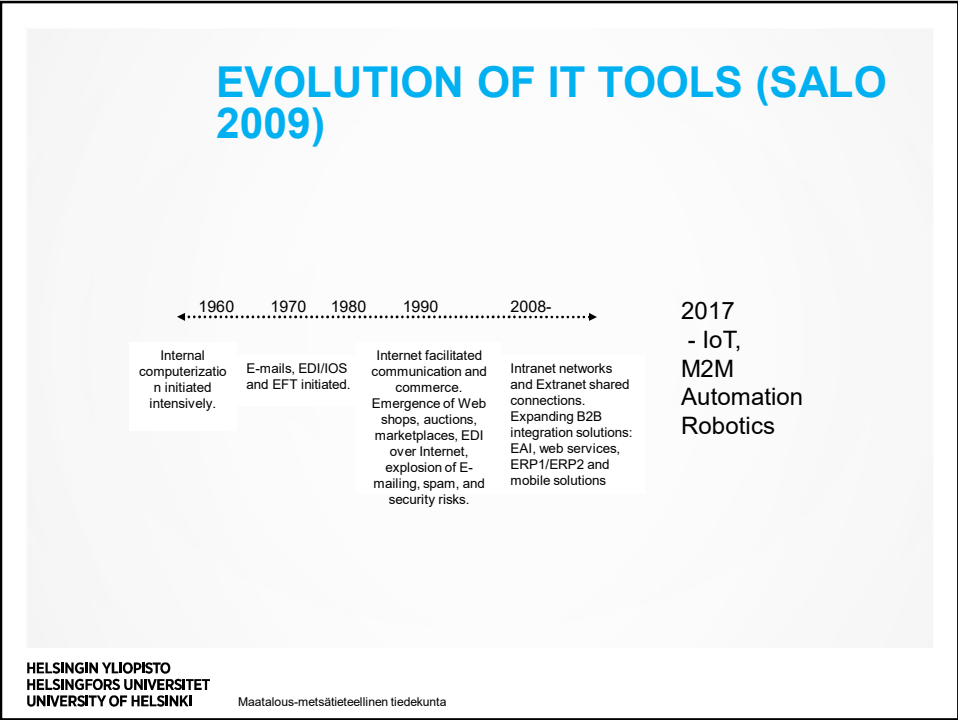 EVOLUTION OF IT TOOLS (SALO
2009)
1960 1970 1980 1990 2008-
Internal
computerizatio
n initiated
intensively.
E-mails, EDI/IOS
and EFT initiated.
Internet facilitated
communication and
commerce.
Emergence of Web
shops, auctions,
marketplaces, EDI
over Internet,
explosion of E-
mailing, spam, and
security risks.
Intranet networks
and Extranet shared
connections.
Expanding B2B
integration solutions:
EAI, web services,
ERP1/ERP2 and
mobile solutions
2017
- IoT,
M2M
Automation
Robotics
HELSINGIN YLIOPISTO
HELSINGFORS UNIVERSITET
UNIVERSITY OF HELSINKI
Maatalous-metsätieteellinen tiedekunta